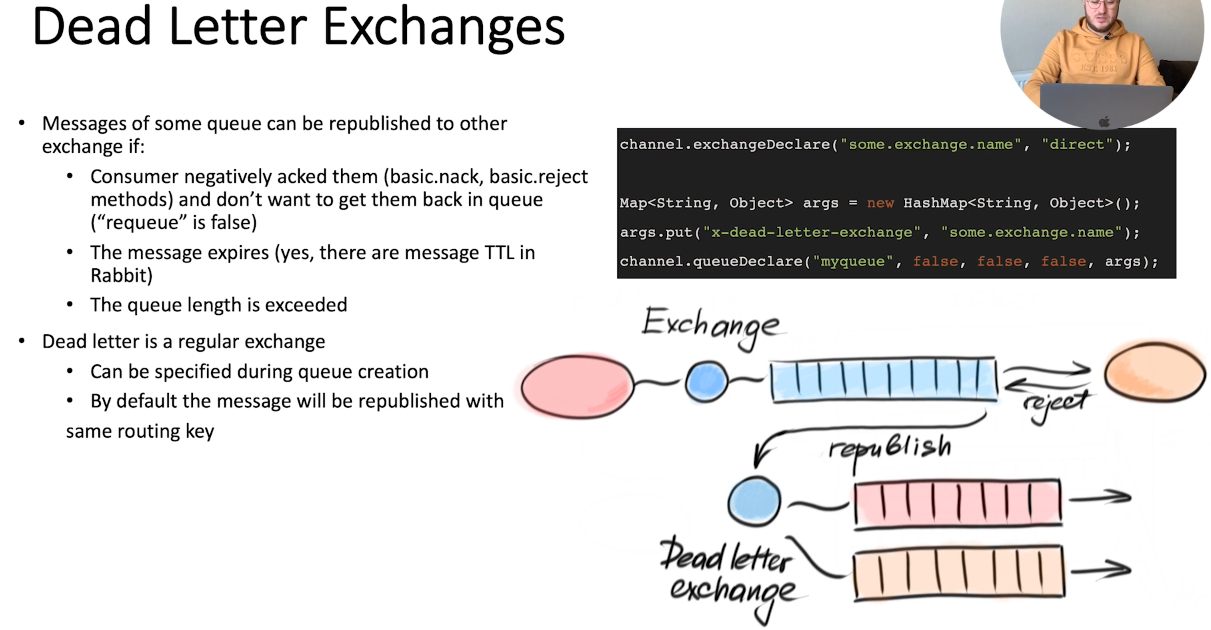 Dead Letter Exchanges
• Messages of some queue can be republished to other
exchange if:
• Consumer negatively acked them (basic.nack, basic.reject
methods) and don’t want to get them back in queue
(“requeue” is false)
• The message expires (yes, there are message TTL in
Rabbit)
• The queue length is exceeded
• Dead letter is a regular exchange
• Can be specified during queue creation
• By default the message will be republished with
same routing key
channel.exchangeDeclare("some.exchange.name", "direct");
Map<String, Object> args = new HashMap<String, Object>();
args.put("x-dead-letter-exchange", "some.exchange.name");
channel.queueDeclare("myqueue", false, false, false, args);
Exchange
reject
republish
Dead letter
exchange